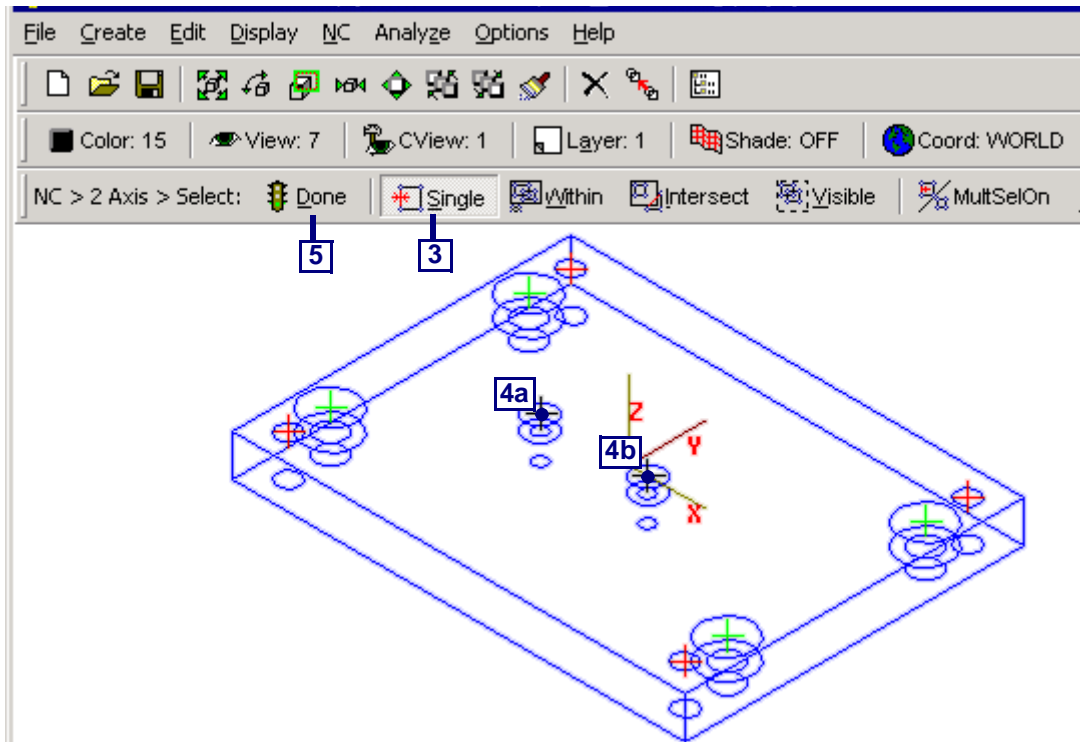 File Create Edit Display NC Analyze Options Help
Color: 15 View: 7 CView: 1 Layer: 1 Shade: OFF Coord: WORLD
NC > 2 Axis > Select: Done Single Within Intersect Visible MultSelOn
5 3
4a
Z
Y
4b
X